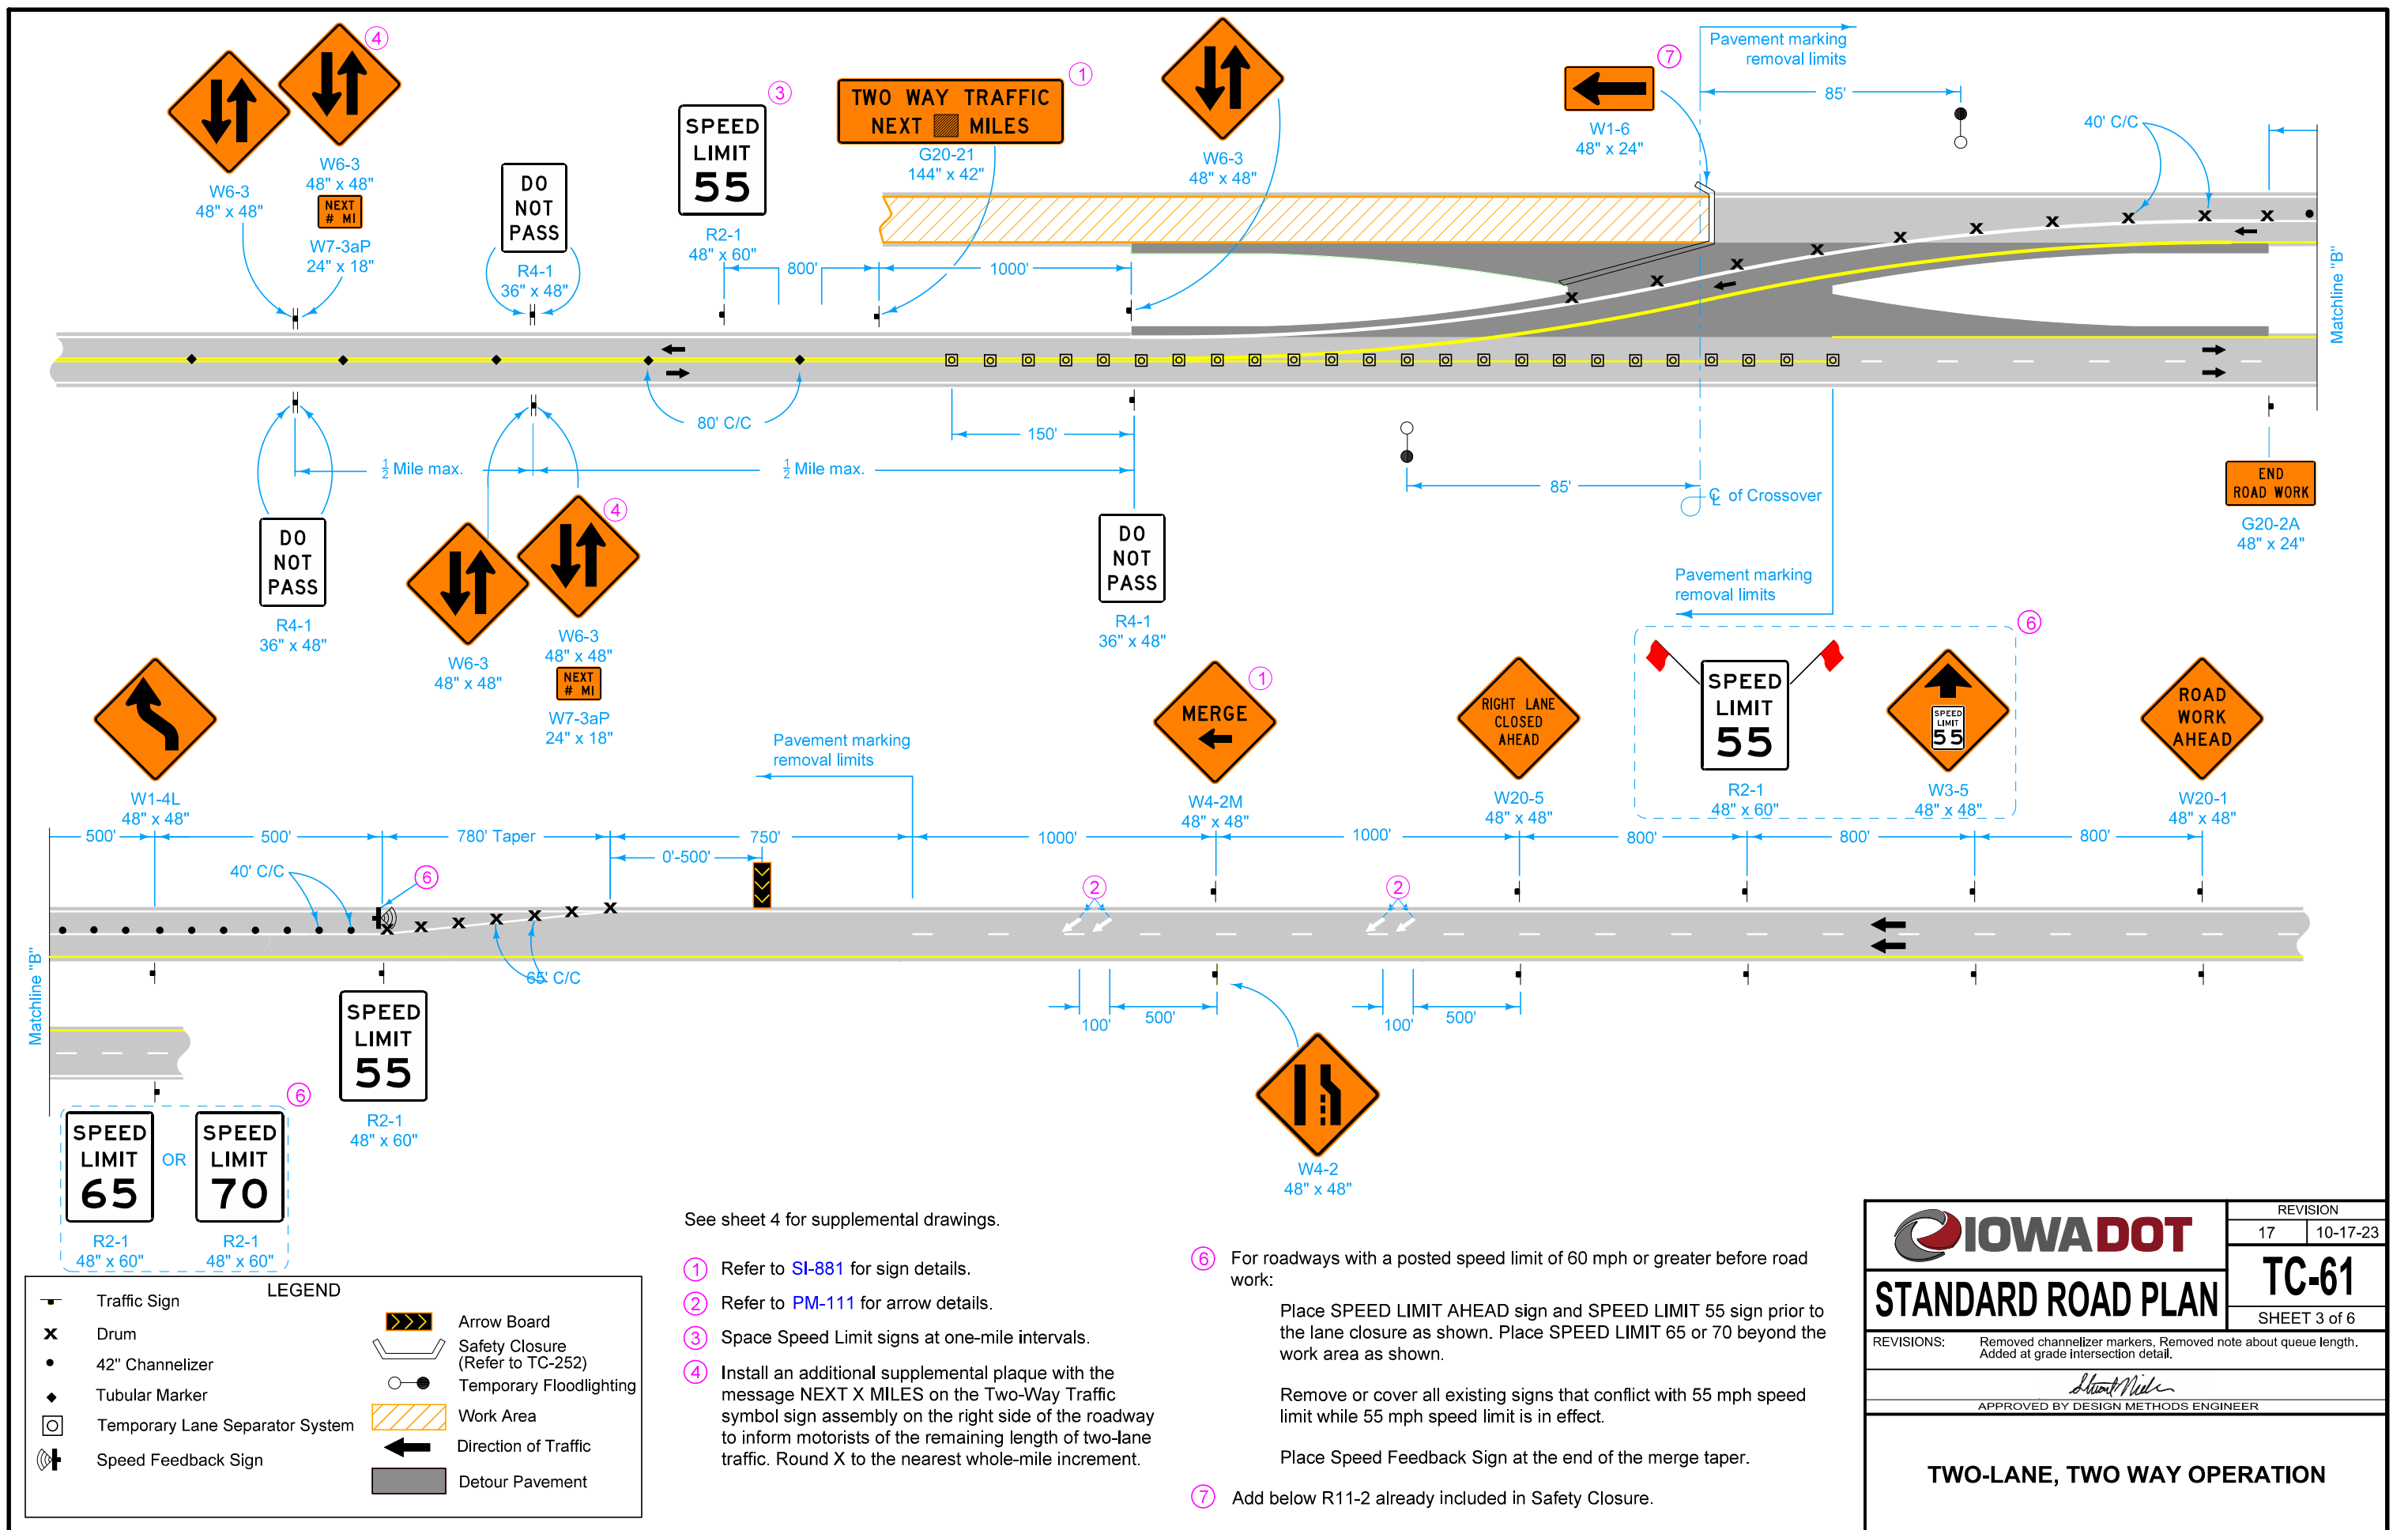 4
W6-3
48" x 48"
W6-3
48" x 48"
NEXT
# MI
W7-3aP
24" x 18"
DO
NOT
PASS
R4-1
36" x 48"
3
SPEED
LIMIT
55
R2-1
48" x 60"
1
TWO WAY TRAFFIC
NEXT MILES
G20-21
144" x 42"
W6-3
48" x 48"
7
W1-6
48" x 24"
Pavement marking
removal limits
85'
40' C/C
800'
1000'
Matchline "B"
80' C/C
150'
1/2 Mile max.
1/2 Mile max.
85'
℄ of Crossover
END
ROAD WORK
G20-2A
48" x 24"
DO
NOT
PASS
R4-1
36" x 48"
4
W6-3
48" x 48"
W6-3
48" x 48"
NEXT
# MI
W7-3aP
24" x 18"
DO
NOT
PASS
R4-1
36" x 48"
Pavement marking
removal limits
6
W1-4L
48" x 48"
Pavement marking
removal limits
1
MERGE
W4-2M
48" x 48"
RIGHT LANE
CLOSED
AHEAD
W20-5
48" x 48"
SPEED
LIMIT
55
R2-1
48" x 60"
SPEED
LIMIT
55
W3-5
48" x 48"
ROAD
WORK
AHEAD
W20-1
48" x 48"
500'
500'
780' Taper
750'
1000'
1000'
800'
800'
800'
0'-500'
40' C/C
6
2
2
65' C/C
Matchline "B"
100'
500'
100'
500'
SPEED
LIMIT
55
R2-1
48" x 60"
6
SPEED
LIMIT
65
R2-1
48" x 60"
OR
SPEED
LIMIT
70
R2-1
48" x 60"
W4-2
48" x 48"
LEGEND
Traffic Sign
Drum
42" Channelizer
Tubular Marker
Temporary Lane Separator System
Speed Feedback Sign
Arrow Board
Safety Closure
(Refer to TC-252)
Temporary Floodlighting
Work Area
Direction of Traffic
Detour Pavement
See sheet 4 for supplemental drawings.
1 Refer to SI-881 for sign details.
2 Refer to PM-111 for arrow details.
3 Space Speed Limit signs at one-mile intervals.
4 Install an additional supplemental plaque with the
message NEXT X MILES on the Two-Way Traffic
symbol sign assembly on the right side of the roadway
to inform motorists of the remaining length of two-lane
traffic. Round X to the nearest whole-mile increment.
6 For roadways with a posted speed limit of 60 mph or greater before road
work:
Place SPEED LIMIT AHEAD sign and SPEED LIMIT 55 sign prior to
the lane closure as shown. Place SPEED LIMIT 65 or 70 beyond the
work area as shown.
Remove or cover all existing signs that conflict with 55 mph speed
limit while 55 mph speed limit is in effect.
Place Speed Feedback Sign at the end of the merge taper.
7 Add below R11-2 already included in Safety Closure.
IOWADOT
STANDARD ROAD PLAN
REVISION
17 10-17-23
TC-61
SHEET 3 of 6
REVISIONS: Removed channelizer markers, Removed note about queue length.
Added at grade intersection detail.
APPROVED BY DESIGN METHODS ENGINEER
TWO-LANE, TWO WAY OPERATION